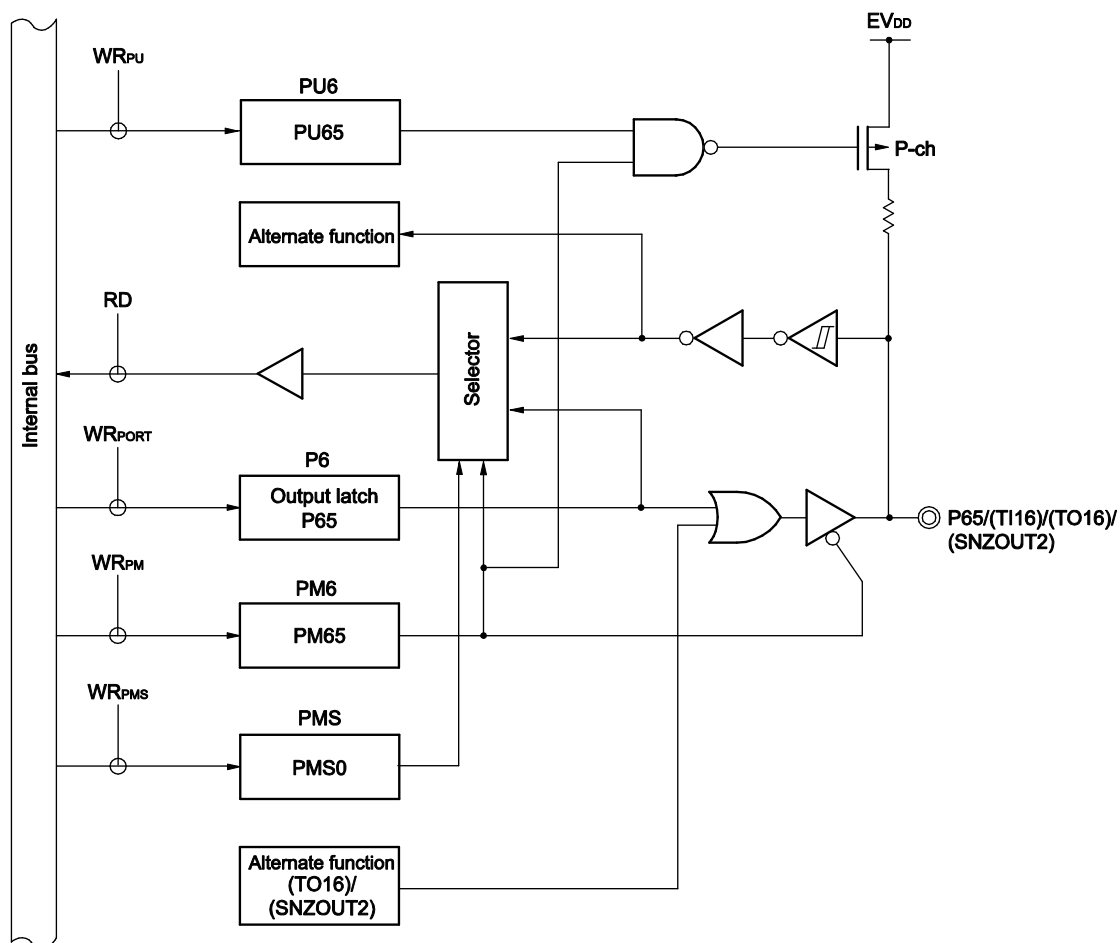 EVDD
WRPU
PU6
PU65
P-ch
Alternate function
RD
Selector
Internal bus
WRPORT
P6
Output latch
P65
P65/(TI16)/(TO16)/
(SNZOUT2)
WRPM
PM6
PM65
WRPMS
PMS
PMS0
Alternate function
(TO16)/
(SNZOUT2)